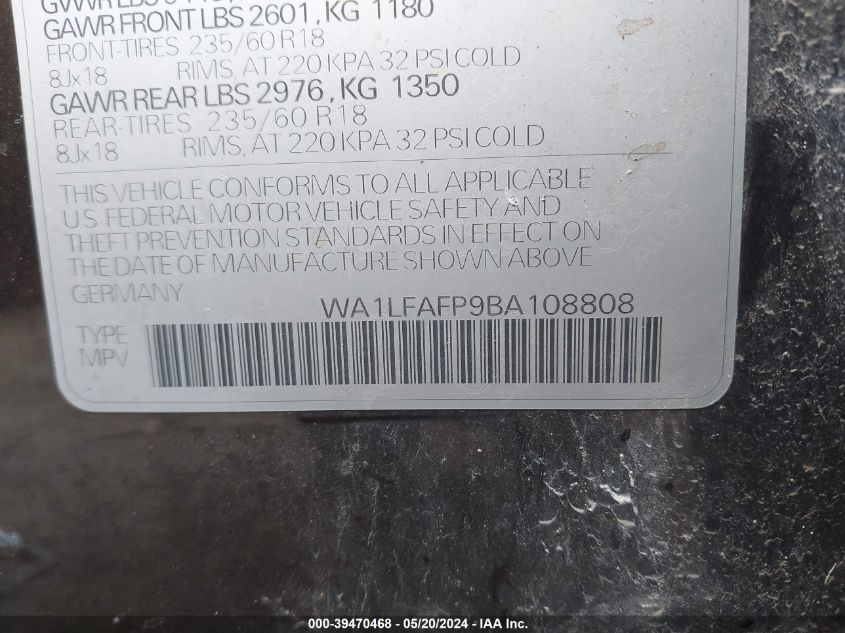 GAWR FRONT LBS 2601, KG 1180
FRONT-TIRES 235/60 R18
8Jx18 RIMS, AT 220 KPA 32 PSI COLD
GAWR REAR LBS 2976, KG 1350
REAR-TIRES 235/60 R18
8Jx18 RIMS, AT 220 KPA 32 PSI COLD
THIS VEHICLE CONFORMS TO ALL APPLICABLE
US FEDERAL MOTOR VEHICLE SAFETY AND
THEFT PREVENTION STANDARDS IN EFFECT ON
THE DATE OF MANUFACTURE SHOWN ABOVE
GERMANY
WA1LFAFP9BA108808
TYPE
MPV
000-39470468 - 05/20/2024 - IAA Inc.